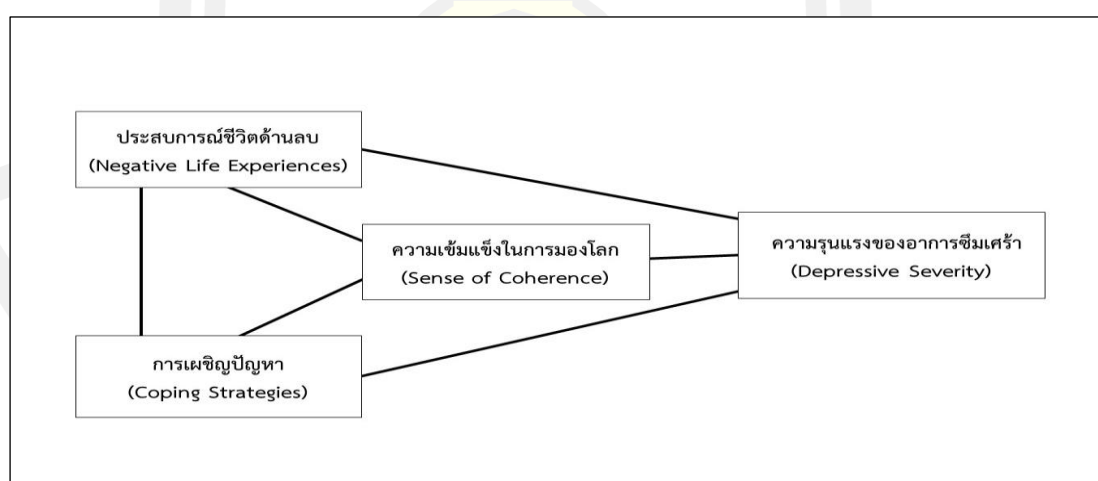 ประสบการณ์ชีวิตด้านลบ
(Negative Life Experiences)
ความเข้มแข็งในการมองโลก
(Sense of Coherence)
ความรุนแรงของอาการซึมเศร้า
(Depressive Severity)
การเผชิญปัญหา
(Coping Strategies)